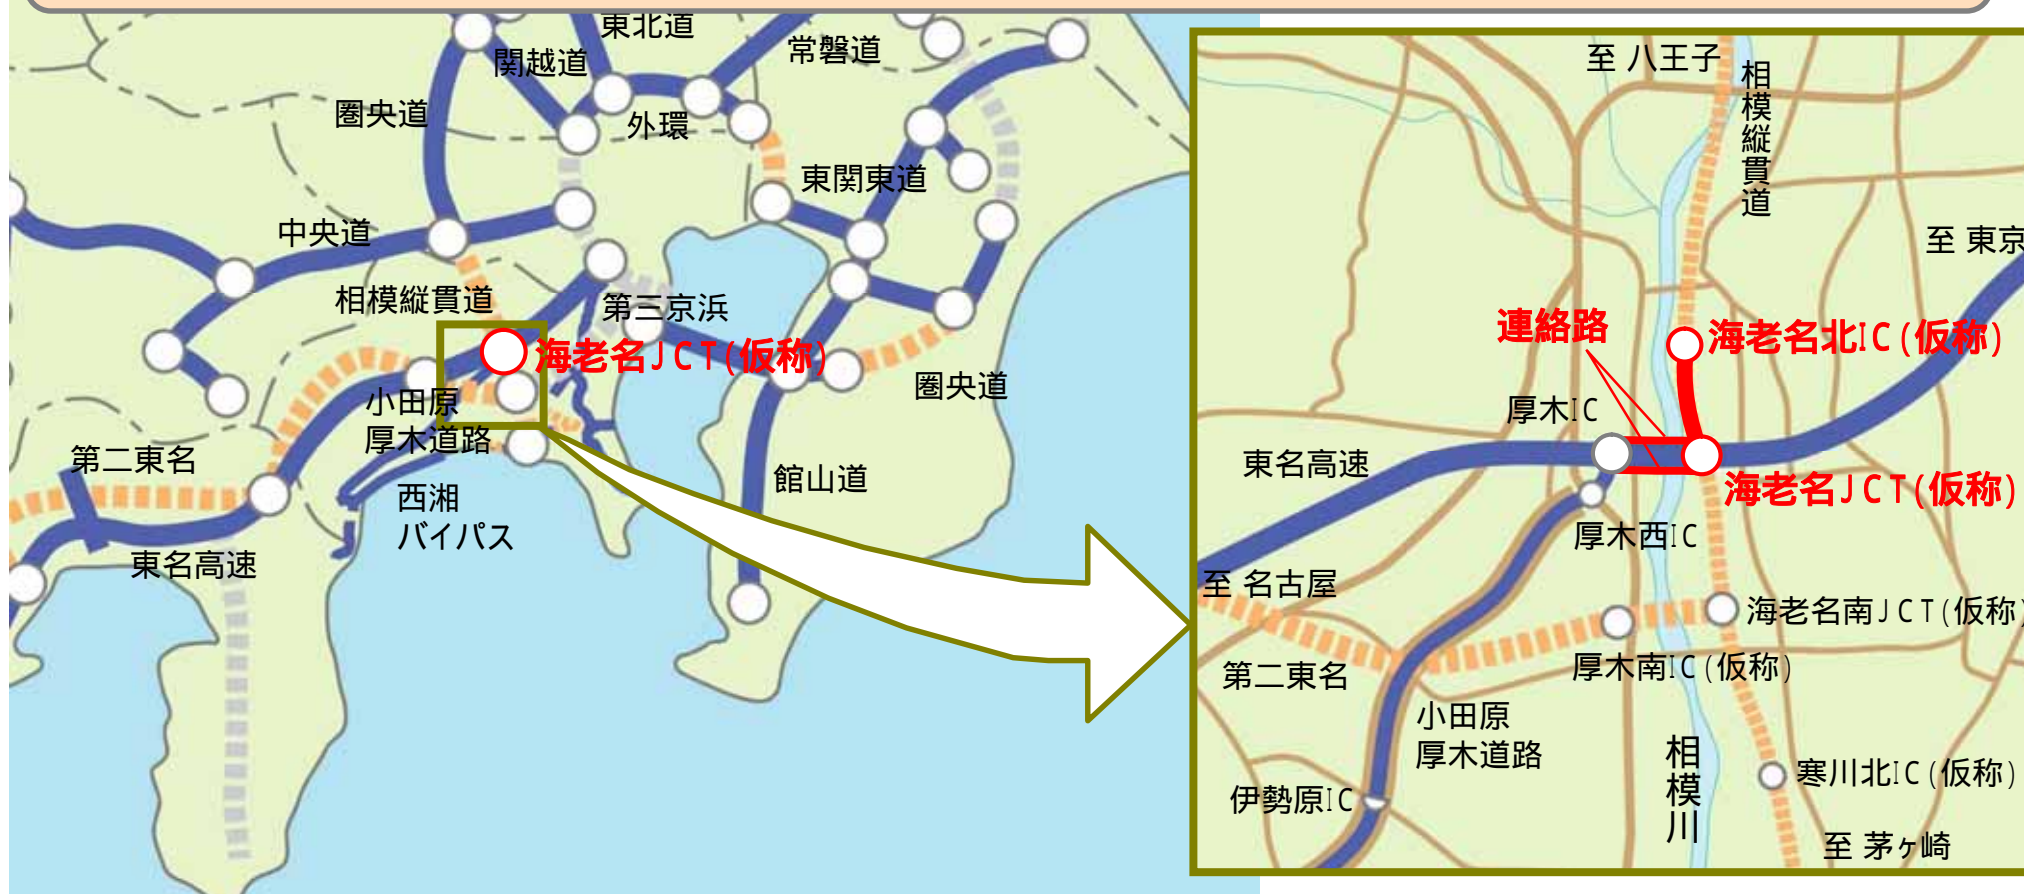 東北道
関越道
常磐道
圏央道
外環
東関東道
中央道
相模縦貫道
第三京浜
海老名JCT(仮称)
圏央道
小田原
厚木道路
第二東名
館山道
西湘
バイパス
東名高速
至 八王子
相模縦貫道
至 東京
連絡路
海老名北IC(仮称)
厚木IC
東名高速
海老名JCT(仮称)
厚木西IC
至 名古屋
海老名南JCT(仮称)
厚木南IC(仮称)
第二東名
小田原
厚木道路
相模川
寒川北IC(仮称)
伊勢原IC
至 茅ヶ崎